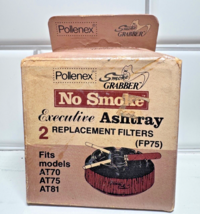 Pollenex
Smoke
GRABBER
Pollenex
Smoke
GRABBER
No Smoke
Executive Ashtray
2 REPLACEMENT FILTERS
(FP75)
Fits
models
AT70
AT75
AT81